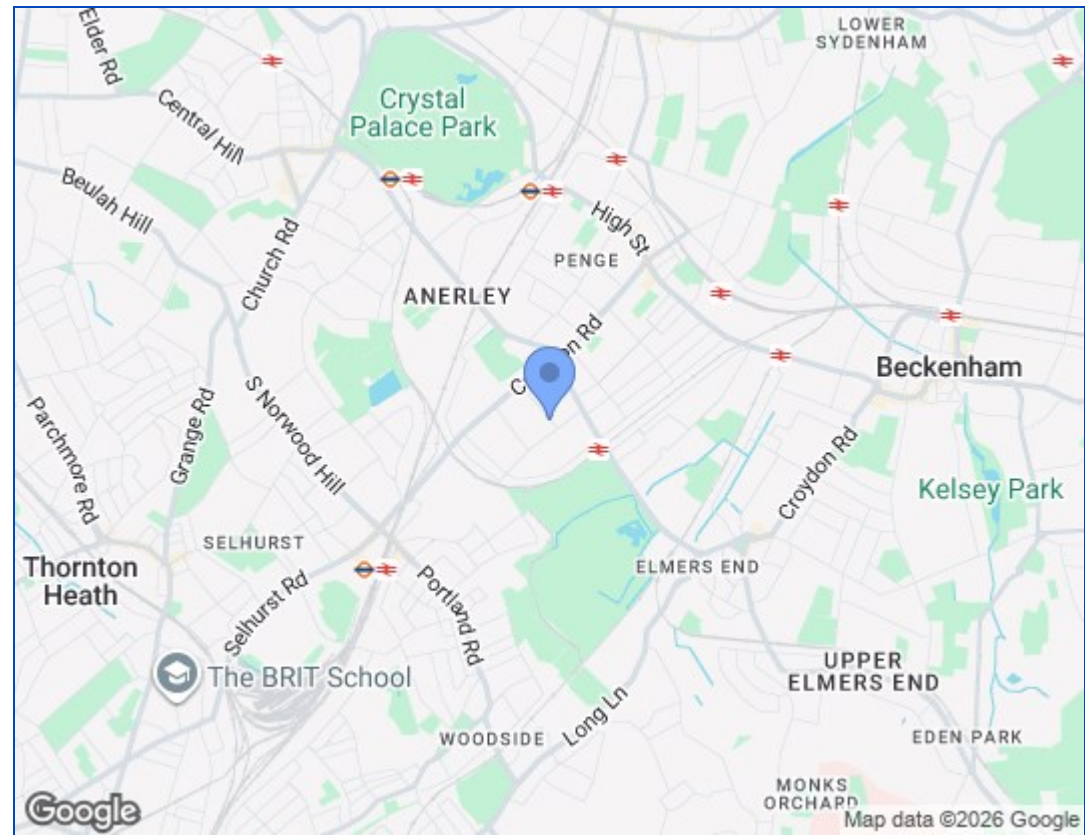 LOWER
SYDENHAM
Elder Rd
Crystal
Palace Park
Central Hill
Beulah Hill
High St
Church Rd
PENGE
ANERLEY
Beckenham
S Norwood Hill
Grange Rd
Parchmore Rd
Croydon Rd
Kelsey Park
SELHURST
Thornton
Heath
ELMERS END
Selhurst Rd
Portland Rd
The BRIT School
UPPER
ELMERS END
Long Ln
WOODSIDE
EDEN PARK
MONKS
ORCHARD
Google
Map data ©2026 Google